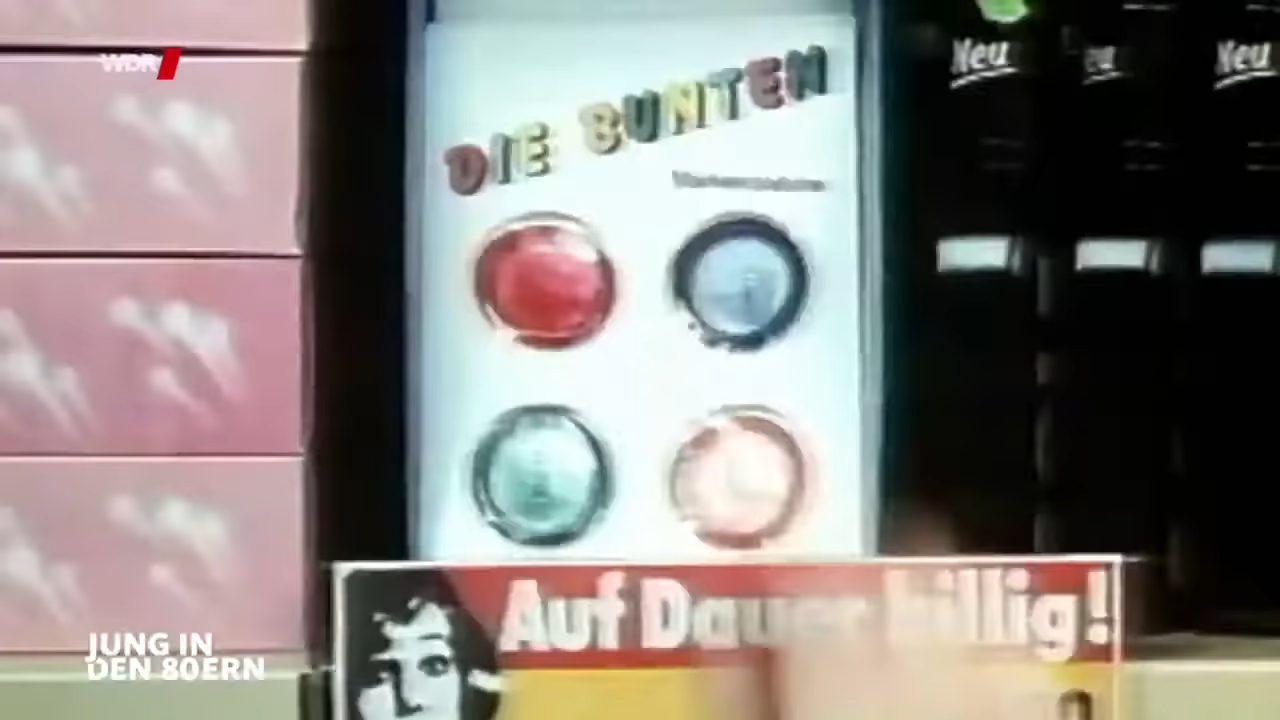 WDR
DIE BUNTEN
Neu
Neu
Neu
Auf Dauer billig!
JUNG IN
DEN 80ERN